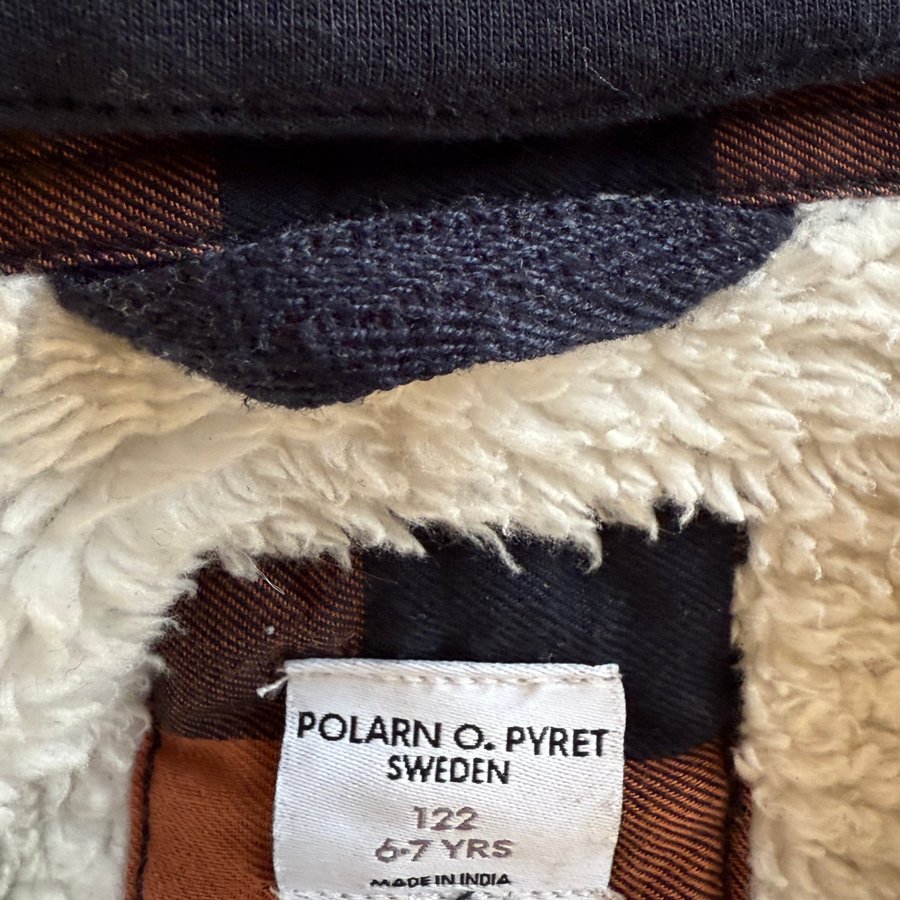 POLARN O. PYRET
SWEDEN
122
6-7 YRS
MADE IN INDIA